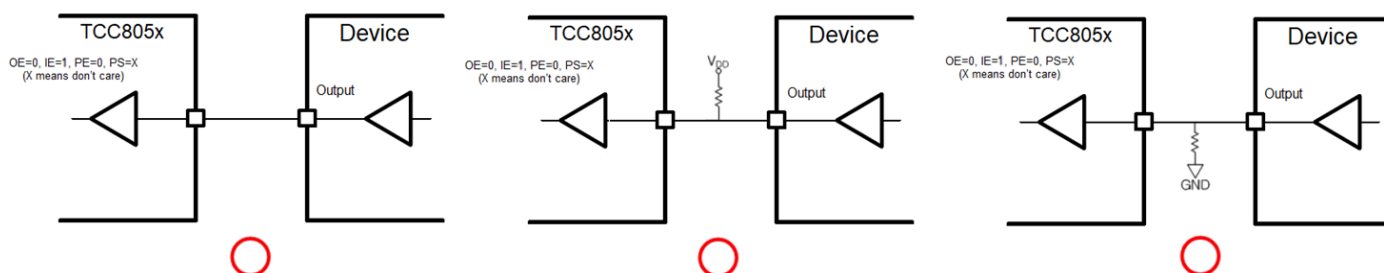 TCC805x
Device
OE=0, IE=1, PE=0, PS=X
(X means don't care)
Output
TCC805x
Device
OE=0, IE=1, PE=0, PS=X
(X means don't care)
VDD
Output
TCC805x
Device
OE=0, IE=1, PE=0, PS=X
(X means don't care)
Output
GND